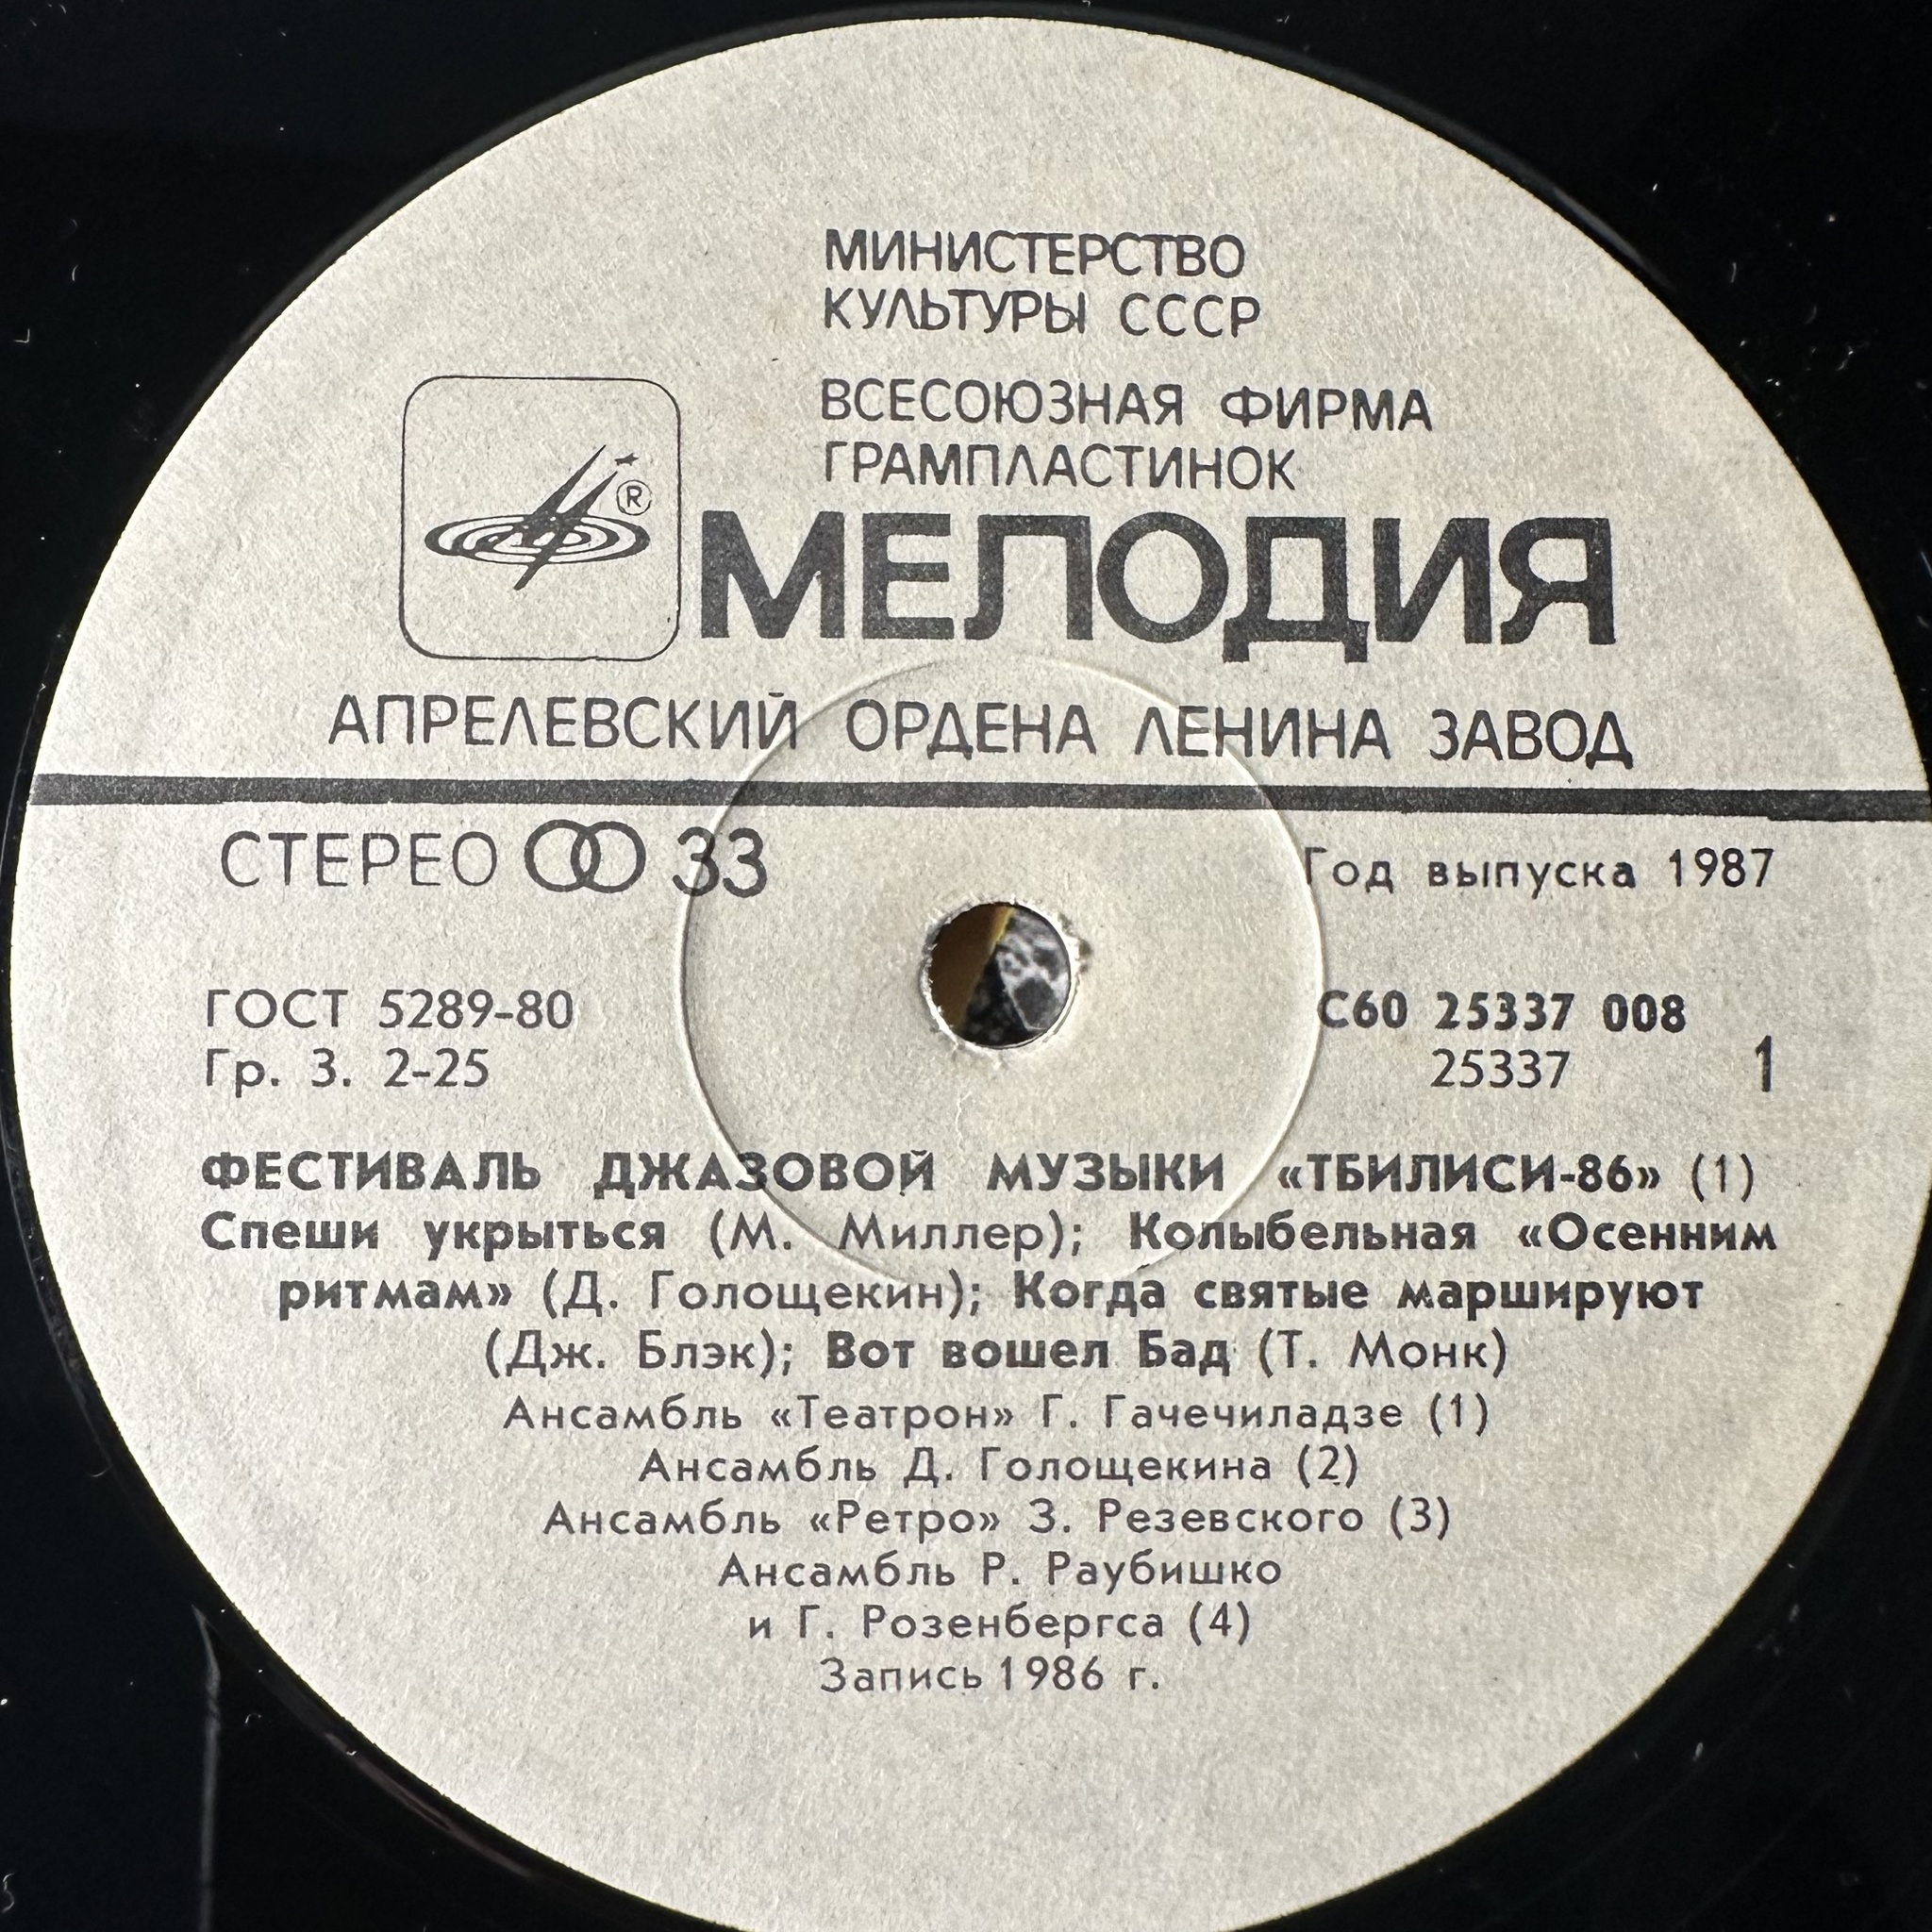 МИНИСТЕРСТВО
КУЛЬТУРЫ СССР
ВСЕСОЮЗНАЯ ФИРМА
ГРАМПЛАСТИНОК
®
МЕЛОДИЯ
АПРЕЛЕВСКИЙ ОРДЕНА ЛЕНИНА ЗАВОД
СТЕРЕО 33
Год выпуска 1987
ГОСТ 5289-80
Гр. 3. 2-25
С60 25337 008
25337
1
ФЕСТИВАЛЬ ДЖАЗОВОЙ МУЗЫКИ «ТБИЛИСИ-86» (1)
Спеши укрыться (М. Миллер); Колыбельная «Осенним
ритмам» (Д. Голощекин); Когда святые маршируют
(Дж. Блэк); Вот вошел Бад (Т. Монк)
Ансамбль «Театрон» Г. Гачечиладзе (1)
Ансамбль Д. Голощекина (2)
Ансамбль «Ретро» З. Резевского (3)
Ансамбль Р. Раубишко
и Г. Розенбергса (4)
Запись 1986 г.